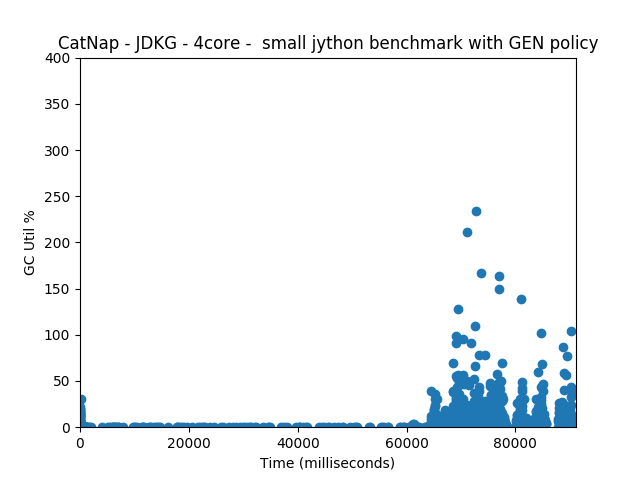 CatNap - JDKG - 4core -  small jython benchmark with GEN policy
400
350
300
250
200
150
100
50
0
GC Util %
0 20000 40000 60000 80000
Time (milliseconds)